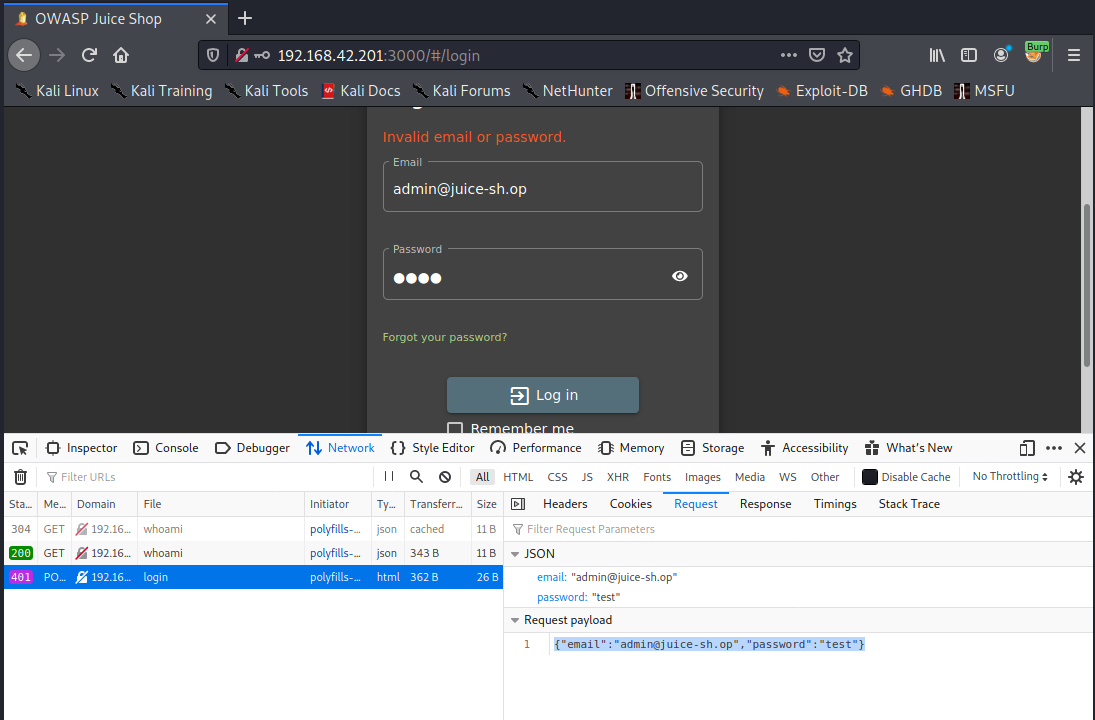 OWASP Juice Shop
Burp
192.168.42.201:3000/#/login
Kali Linux Kali Training Kali Tools Kali Docs Kali Forums NetHunter Offensive Security Exploit-DB GHDB MSFU
Invalid email or password.
Email
admin@juice-sh.op
Password
Forgot your password?
Log in
Remember me
Inspector Console Debugger Network Style Editor Performance Memory Storage Accessibility What's New
Filter URLs All HTML CSS JS XHR Fonts Images Media WS Other Disable Cache No Throttling
Sta... Me... Domain File Initiator Ty... Transferr... Size Headers Cookies Request Response Timings Stack Trace
304 GET 192.16... whoami polyfills-... json cached 11 B
Filter Request Parameters
200 GET 192.16... whoami polyfills-... json 343 B 11 B
JSON
401 PO... 192.16... login polyfills-... html 362 B 26 B
email: "admin@juice-sh.op"
password: "test"
Request payload
1 {"email":"admin@juice-sh.op","password":"test"}